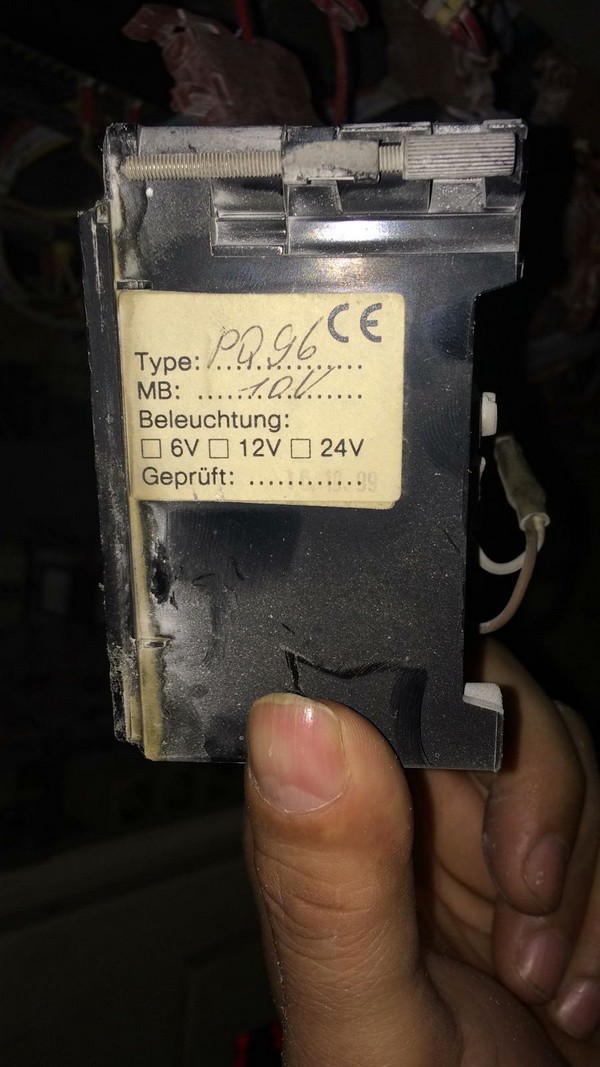 CE
Type: PQ96
MB: 10V
Beleuchtung:
☐ 6V ☐ 12V ☐ 24V
Geprüft: ............